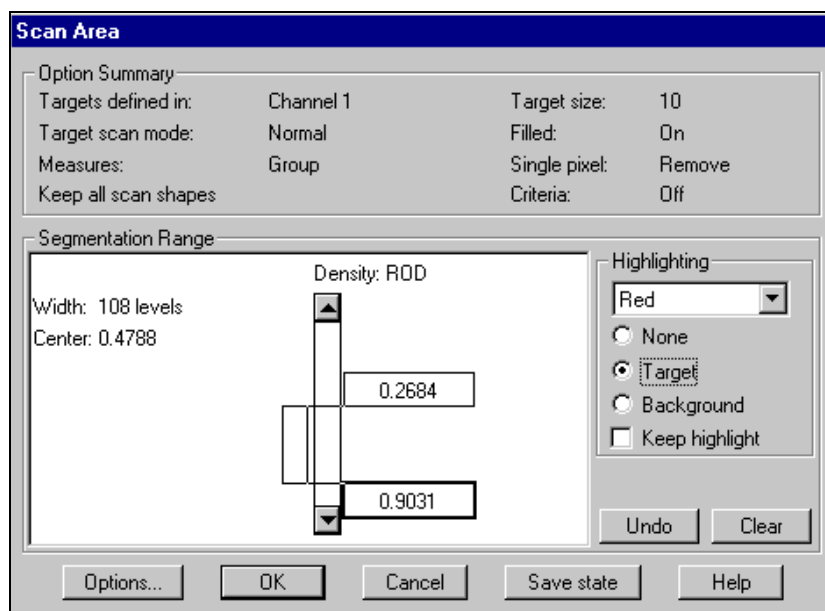 Scan Area
Option Summary
Targets defined in: Channel 1 Target size: 10
Target scan mode: Normal Filled: On
Measures: Group Single pixel: Remove
Keep all scan shapes Criteria: Off
Segmentation Range
Density: ROD
Width: 108 levels
Center: 0.4788
0.2684
0.9031
Highlighting
Red
None
Target
Background
Keep highlight
Undo Clear
Options... OK Cancel Save state Help